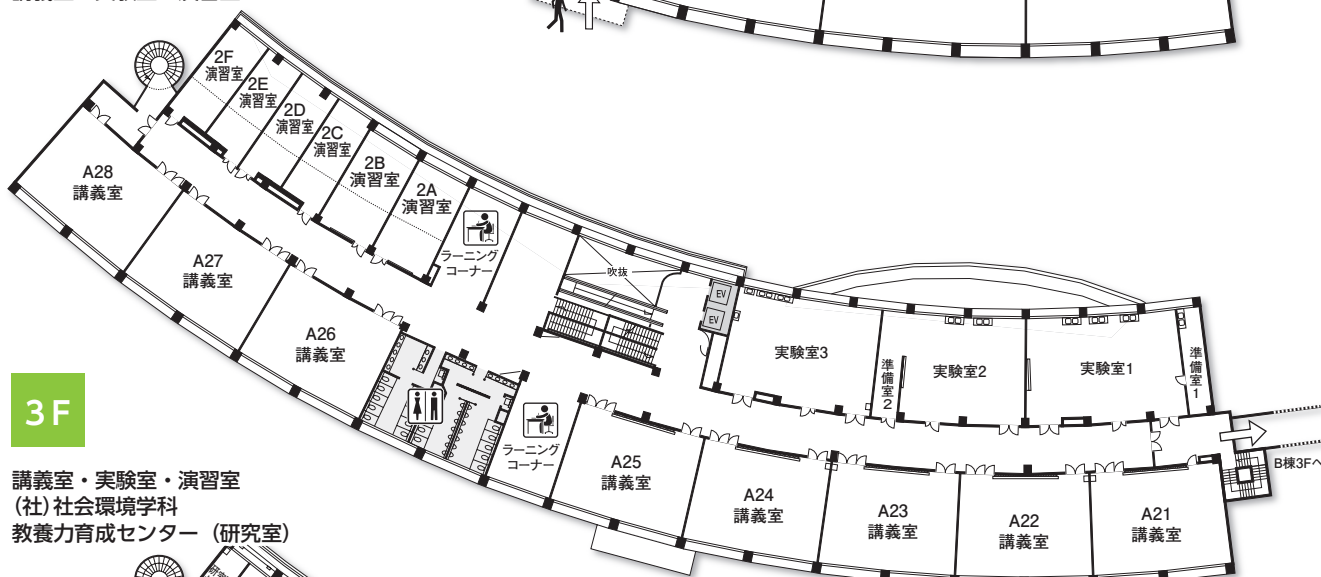 2F
演習室
2E
演習室
2D
演習室
2C
演習室
2B
演習室
2A
演習室
A28
講義室
A27
講義室
A26
講義室
ラーニング
コーナー
吹抜
EV
EV
実験室3
準備室2
実験室2
実験室1
準備室1
B棟3Fへ
ラーニング
コーナー
A25
講義室
A24
講義室
A23
講義室
A22
講義室
A21
講義室
3F
講義室・実験室・演習室
(社)社会環境学科
教養力育成センター（研究室）